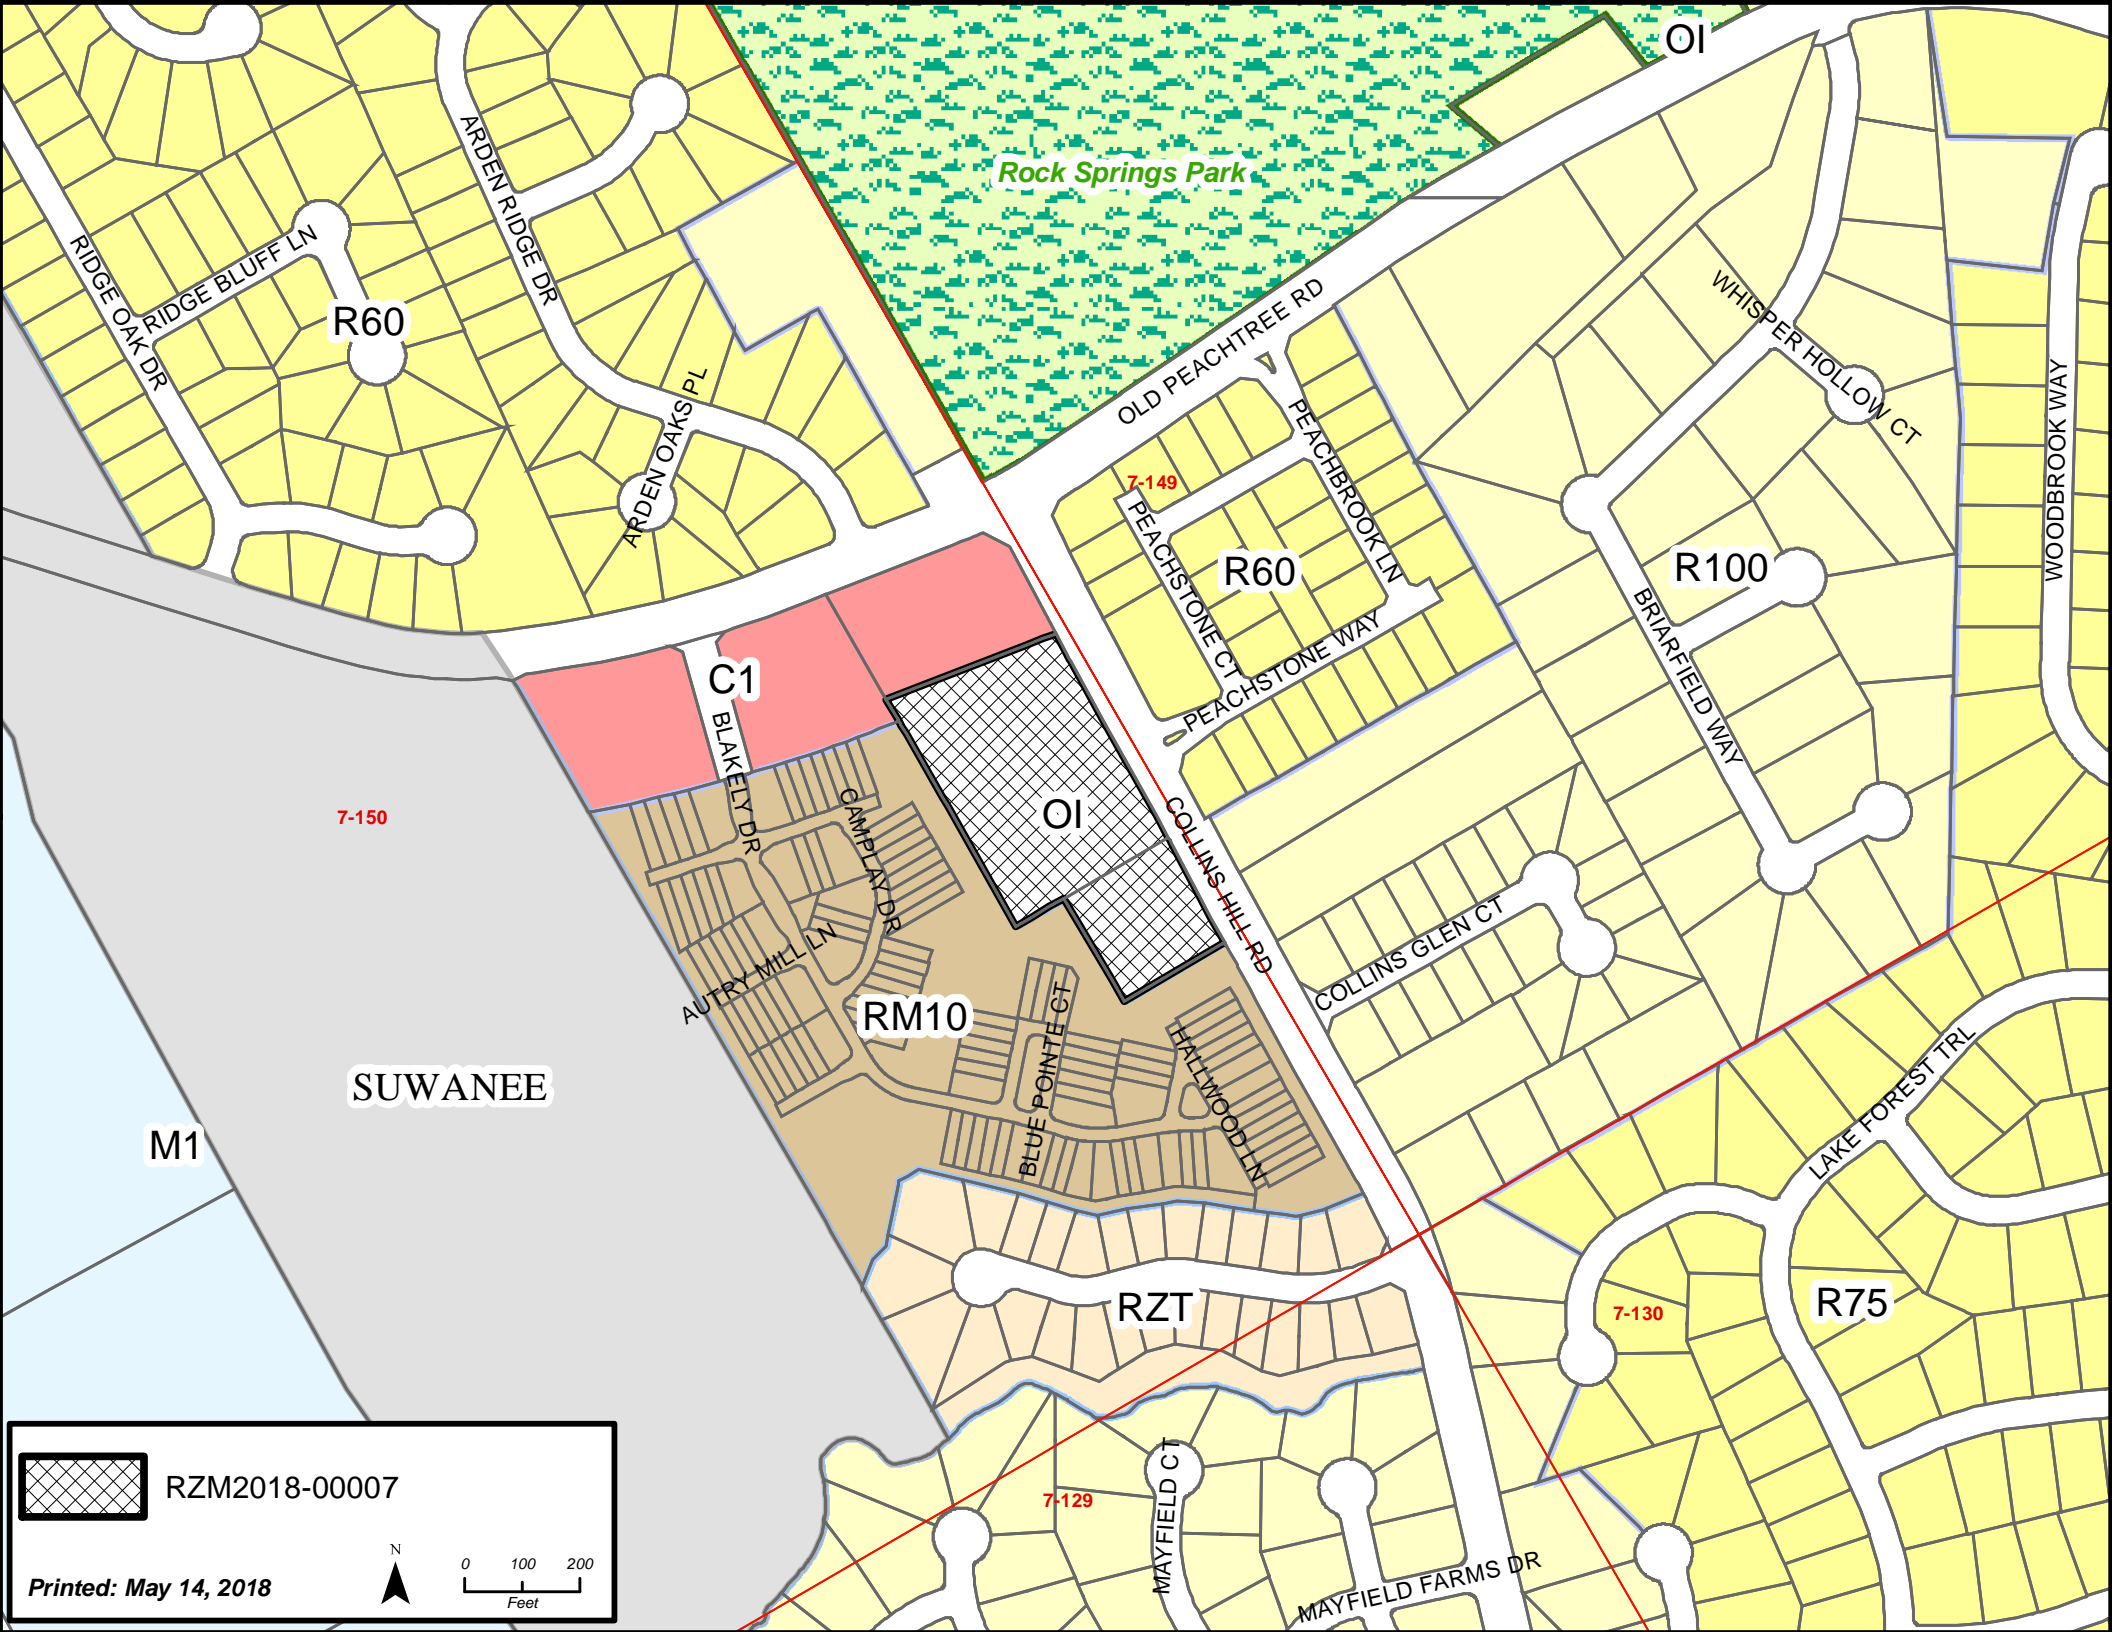 OI
Rock Springs Park
ARDEN RIDGE DR
RIDGE BLUFF LN
RIDGE OAK DR
R60
ARDEN OAKS PL
OLD PEACHTREE RD
WHISPER HOLLOW CT
WOODBROOK WAY
7-149
PEACHBROOK LN
PEACHSTONE CT
R60
PEACHSTONE WAY
R100
BRIARFIELD WAY
C1
BLAKELY DR
CAMPLAY DR
OI
COLLINS HILL RD
7-150
AUTRY MILL LN
COLLINS GLEN CT
RM10
BLUE POINTE CT
HALLWOOD LN
SUWANEE
M1
LAKE FOREST TRL
RZT
7-130
R75
7-129
MAYFIELD CT
MAYFIELD FARMS DR
RZM2018-00007
N
0 100 200
Feet
Printed: May 14, 2018